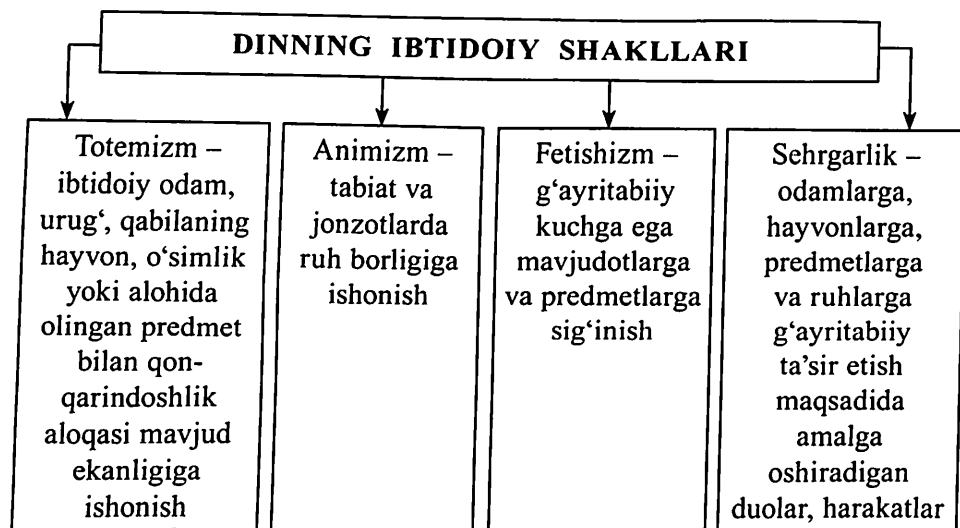 DINNING IBTIDOIY SHAKLLARI
Totemizm –
ibtidoiy odam,
urug‘, qabilaning
hayvon, o‘simlik
yoki alohida
olingan predmet
bilan qon-
qarindoshlik
aloqasi mavjud
ekanligiga
ishonish
Animizm –
tabiat va
jonzotlarda
ruh borligiga
ishonish
Fetishizm –
g‘ayritabiiy
kuchga ega
mavjudotlarga
va predmetlarga
sig‘inish
Sehrgarlik –
odamlarga,
hayvonlarga,
predmetlarga
va ruhlarga
g‘ayritabiiy
ta’sir etish
maqsadida
amalga
oshiradigan
duolar, harakatlar